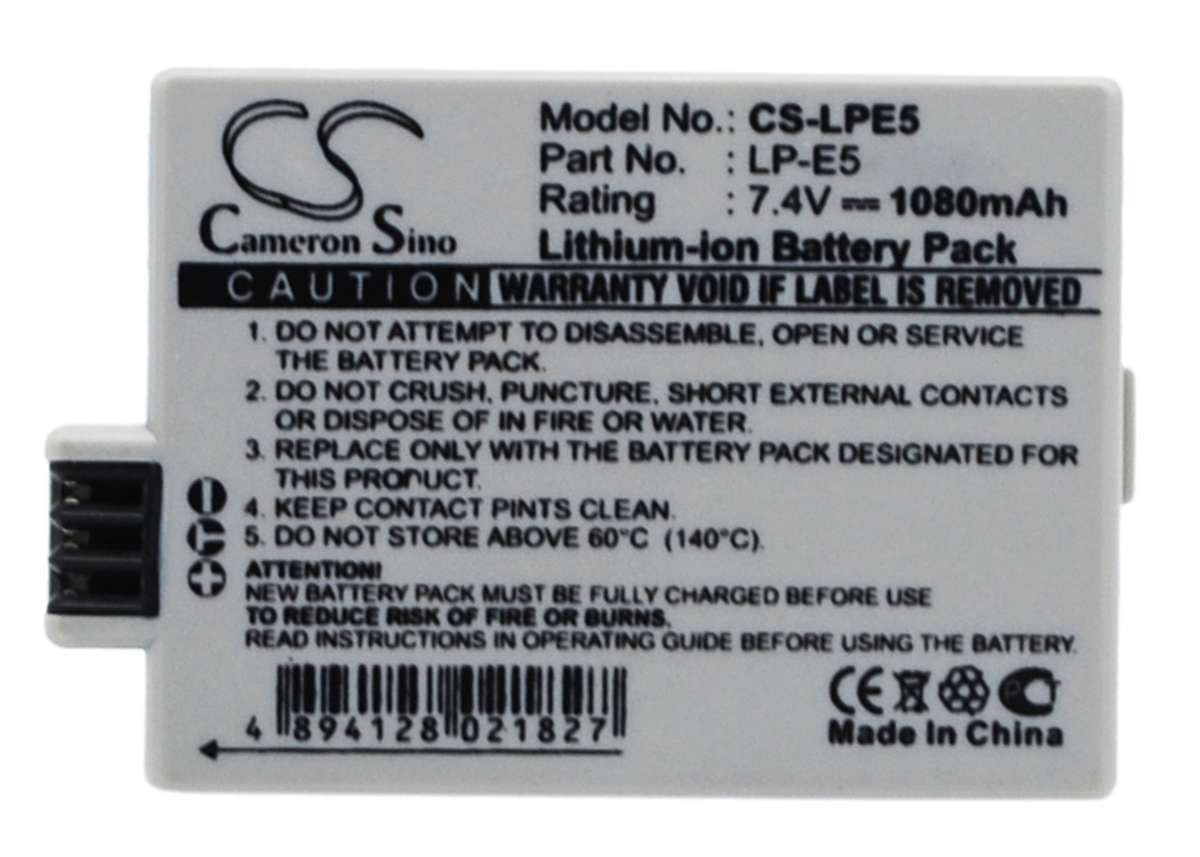 CS
Cameron Sino
Model No.: CS-LPE5
Part No. : LP-E5
Rating : 7.4V ⎓ 1080mAh
Lithium-ion Battery Pack
CAUTION WARRANTY VOID IF LABEL IS REMOVED
1. DO NOT ATTEMPT TO DISASSEMBLE, OPEN OR SERVICE
THE BATTERY PACK.
2. DO NOT CRUSH, PUNCTURE, SHORT EXTERNAL CONTACTS
OR DISPOSE OF IN FIRE OR WATER.
3. REPLACE ONLY WITH THE BATTERY PACK DESIGNATED FOR
THIS PRODUCT.
4. KEEP CONTACT PINTS CLEAN.
5. DO NOT STORE ABOVE 60°C (140°C).
ATTENTION!
NEW BATTERY PACK MUST BE FULLY CHARGED BEFORE USE
TO REDUCE RISK OF FIRE OR BURNS.
READ INSTRUCTIONS IN OPERATING GUIDE BEFORE USING THE BATTERY.
4 894128 021827
CE
Made In China